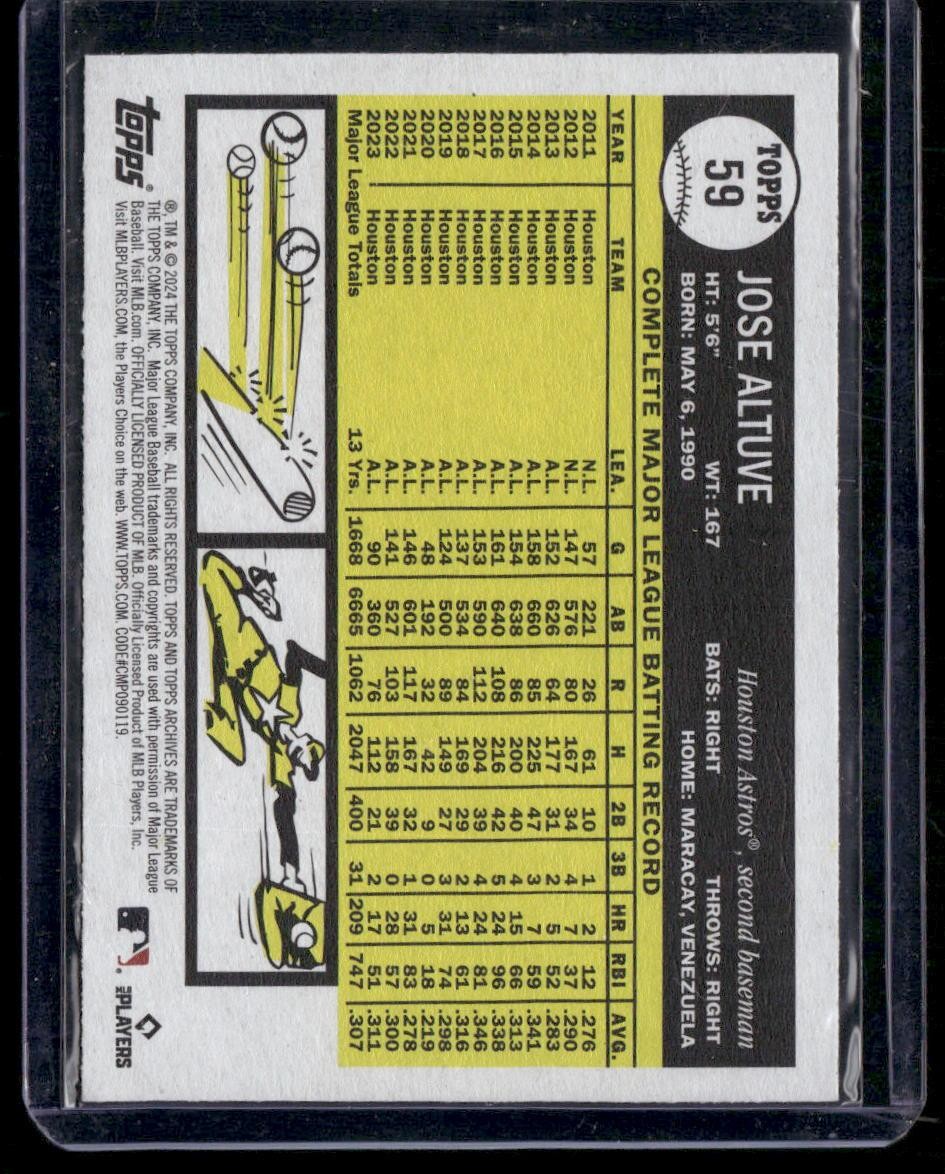 TOPPS
59
JOSE ALTUVE
Houston Astros®, second baseman
HT: 5'6" WT: 167 BATS: RIGHT THROWS: RIGHT
BORN: MAY 6, 1990 HOME: MARACAY, VENEZUELA
COMPLETE MAJOR LEAGUE BATTING RECORD
YEAR TEAM LEA. G AB R H 2B 3B HR RBI AVG.
2011 Houston N.L. 57 221 26 61 10 1 2 12 .276
2012 Houston N.L. 147 576 80 167 34 4 7 37 .290
2013 Houston A.L. 152 626 64 177 31 2 5 52 .283
2014 Houston A.L. 158 660 85 225 47 3 7 59 .341
2015 Houston A.L. 154 638 86 200 40 4 15 66 .313
2016 Houston A.L. 161 640 108 216 42 5 24 96 .338
2017 Houston A.L. 153 590 112 204 39 4 24 81 .346
2018 Houston A.L. 137 534 84 169 29 2 13 61 .316
2019 Houston A.L. 124 500 89 149 27 3 31 74 .298
2020 Houston A.L. 48 192 32 42 9 0 5 18 .219
2021 Houston A.L. 146 601 117 167 32 1 31 83 .278
2022 Houston A.L. 141 527 103 158 39 0 28 57 .300
2023 Houston A.L. 90 360 76 112 21 2 17 51 .311
Major League Totals 13 Yrs. 1668 6665 1062 2047 400 31 209 747 .307
topps®
®, TM & © 2024 THE TOPPS COMPANY, INC. ALL RIGHTS RESERVED. TOPPS AND TOPPS ARCHIVES ARE TRADEMARKS OF
THE TOPPS COMPANY, INC. Major League Baseball trademarks and copyrights are used with permission of Major League
Baseball. Visit MLB.com. OFFICIALLY LICENSED PRODUCT OF MLB. Officially Licensed Product of MLB Players, Inc.
Visit MLBPLAYERS.COM, the Players Choice on the web. WWW.TOPPS.COM. CODE#CMP090119.
MLB PLAYERS